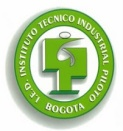 INSTITUTO TECNICO INDUSTRIAL PILOTO
I.E.D
BOGOTA